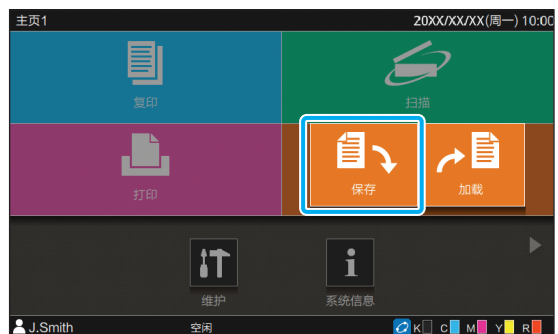 主页1 20XX/XX/XX(周一) 10:00
复印 扫描
打印 保存 加载
维护 系统信息
J.Smith 空闲 K C M Y R